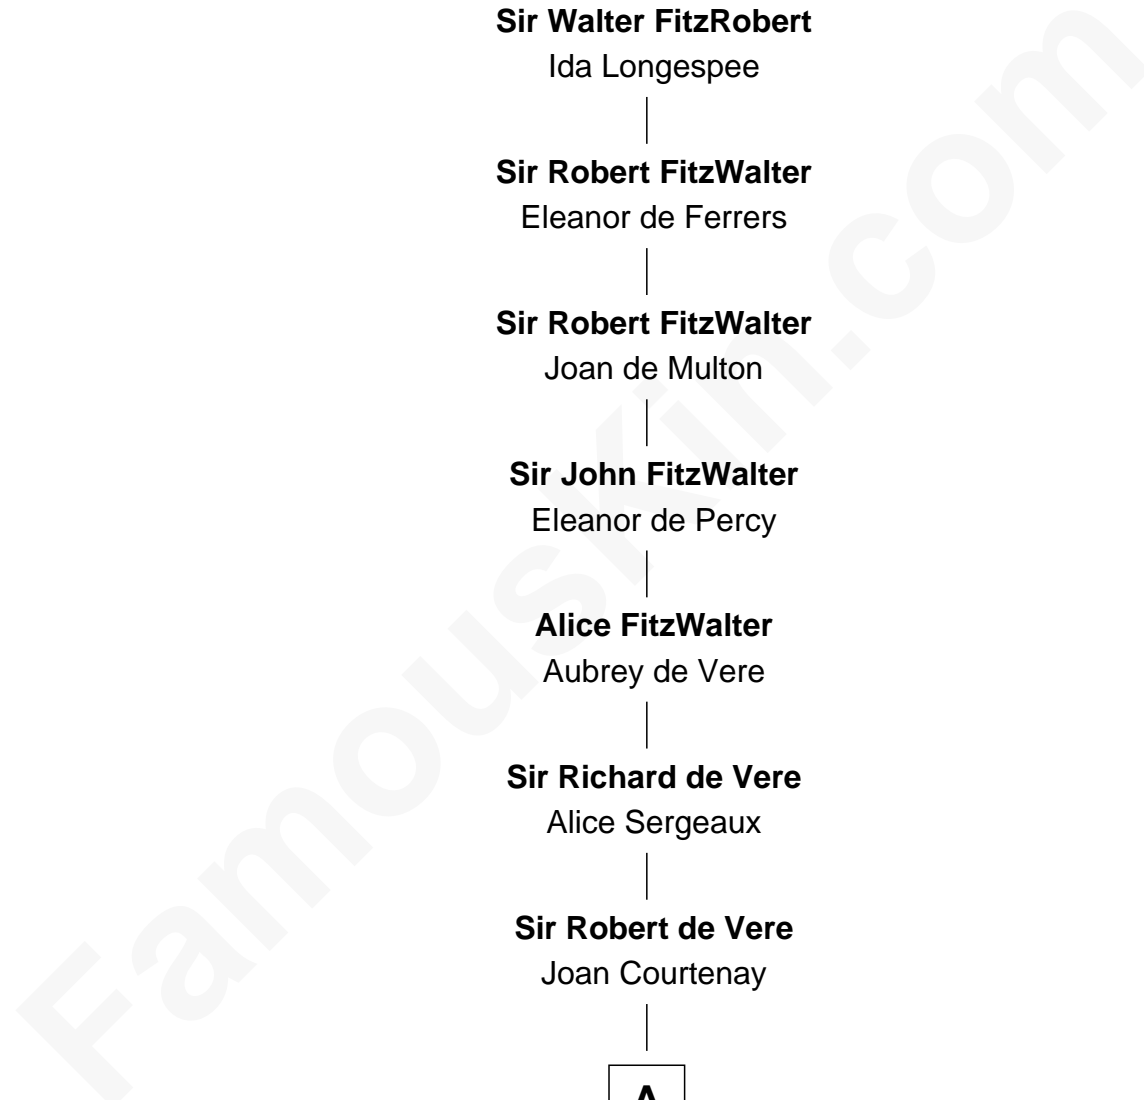 Sir Walter FitzRobert
Ida Longespee
Sir Robert FitzWalter
Eleanor de Ferrers
Sir Robert FitzWalter
Joan de Multon
Sir John FitzWalter
Eleanor de Percy
Alice FitzWalter
Aubrey de Vere
Sir Richard de Vere
Alice Sergeaux
Sir Robert de Vere
Joan Courtenay
A
FamousKin.com